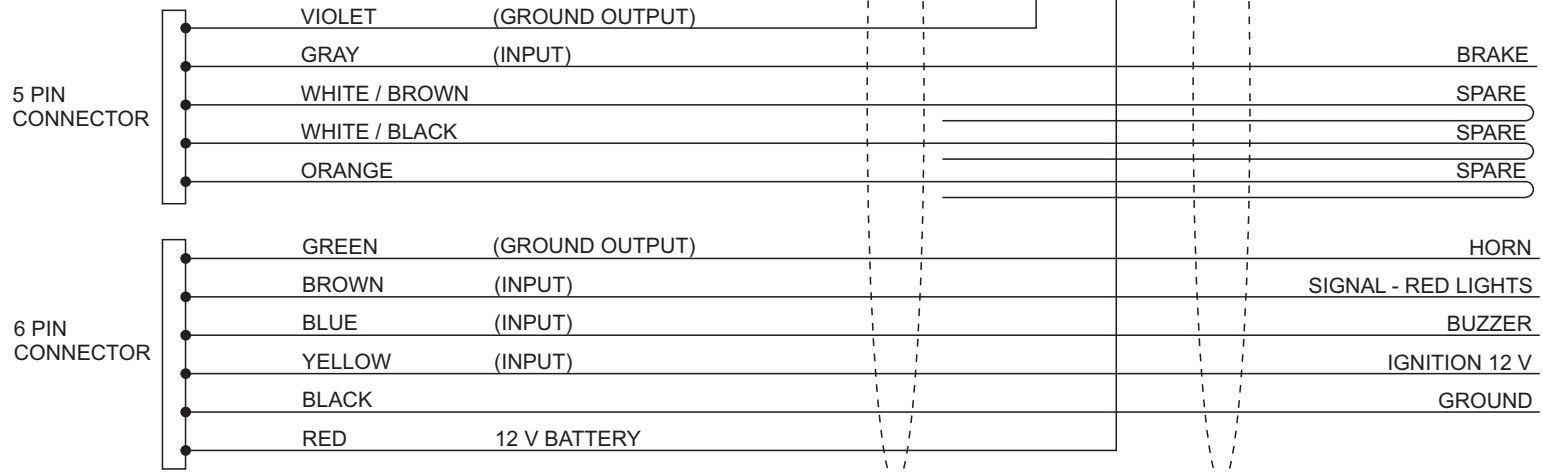 VIOLET (GROUND OUTPUT)
GRAY (INPUT) BRAKE
5 PIN
CONNECTOR
WHITE / BROWN SPARE
WHITE / BLACK SPARE
ORANGE SPARE
GREEN (GROUND OUTPUT) HORN
BROWN (INPUT) SIGNAL - RED LIGHTS
6 PIN
CONNECTOR
BLUE (INPUT) BUZZER
YELLOW (INPUT) IGNITION 12 V
BLACK GROUND
RED 12 V BATTERY